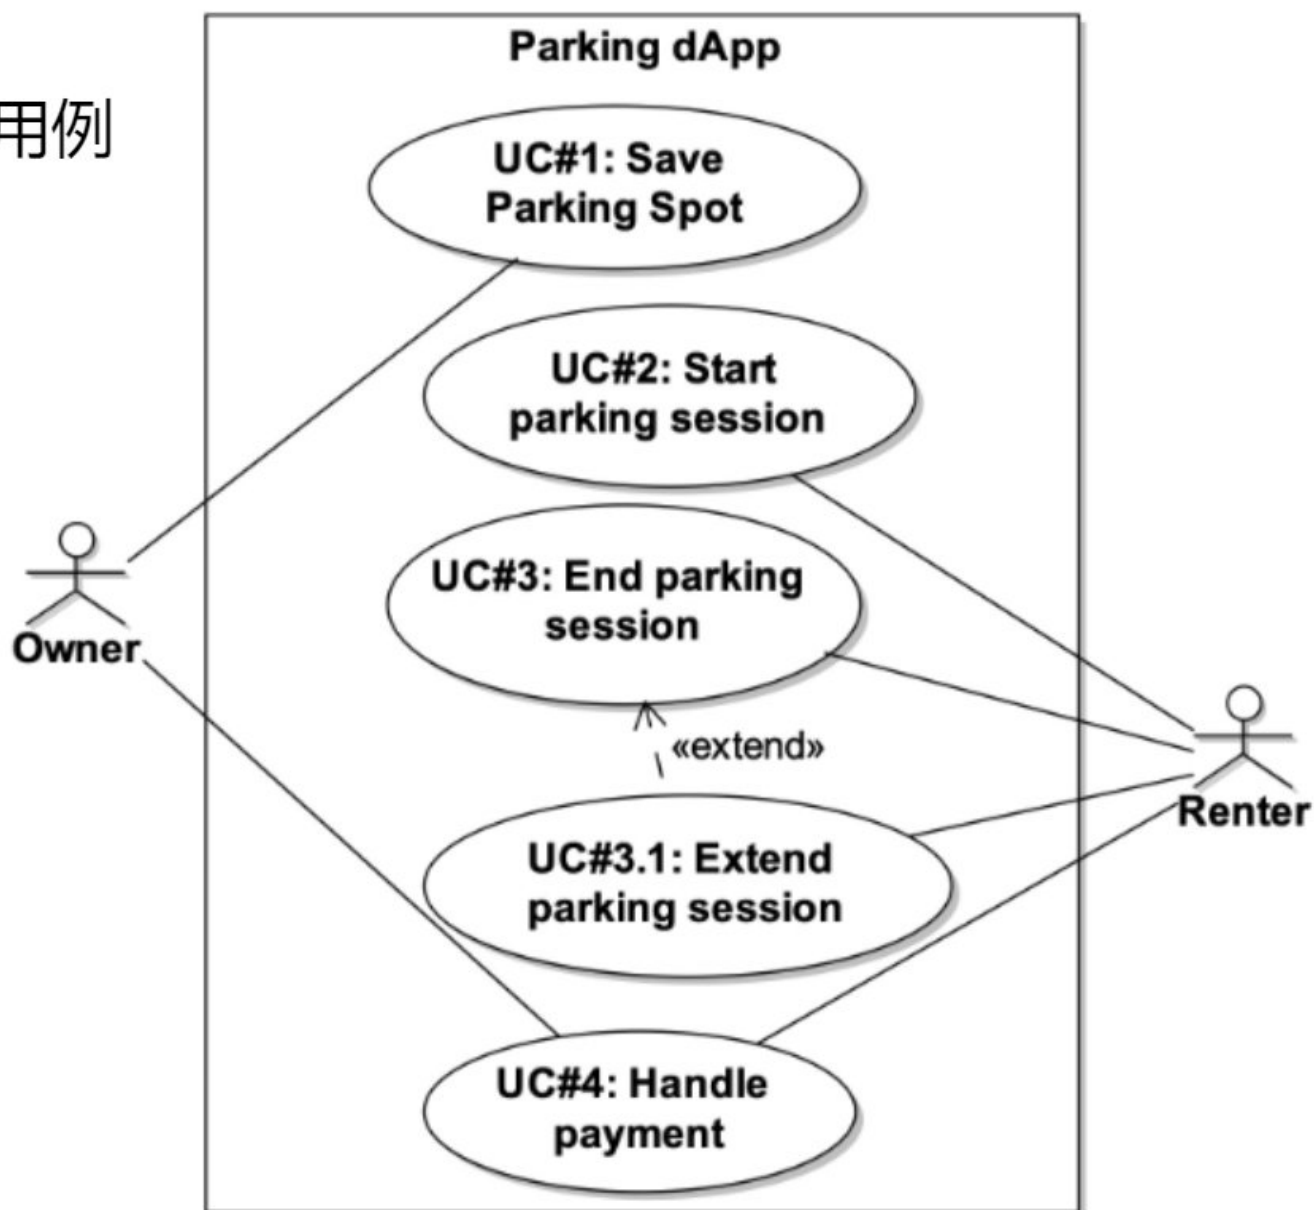 Parking dApp
用例
UC#1: Save
Parking Spot
UC#2: Start
parking session
UC#3: End parking
session
Owner
«extend»
Renter
UC#3.1: Extend
parking session
UC#4: Handle
payment